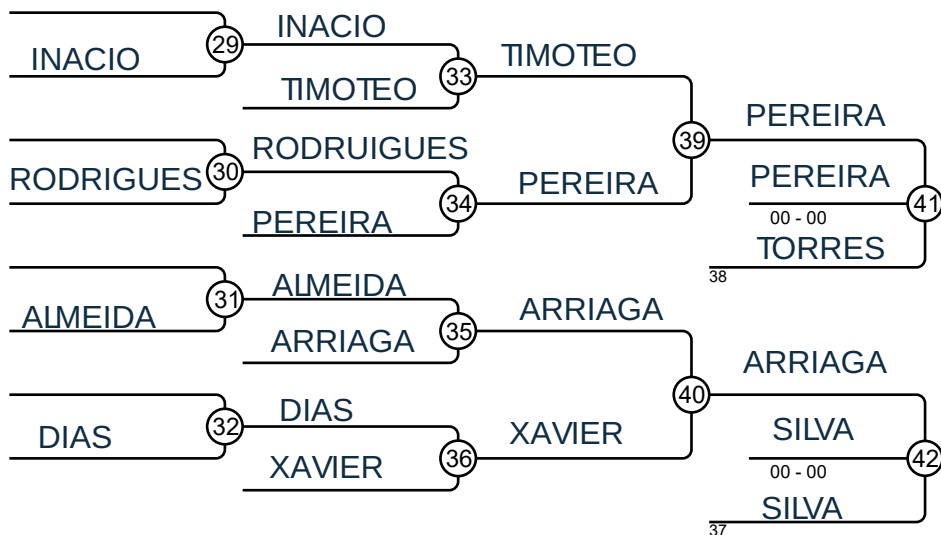 INACIO
29
INACIO
TIMOTEO
33
TIMOTEO
RODRIGUES
30
RODRUIGUES
PEREIRA
34
PEREIRA
39
PEREIRA
PEREIRA
00 - 00
41
TORRES
38
ALMEIDA
31
ALMEIDA
ARRIAGA
35
ARRIAGA
DIAS
32
DIAS
XAVIER
36
XAVIER
40
ARRIAGA
SILVA
00 - 00
42
SILVA
37